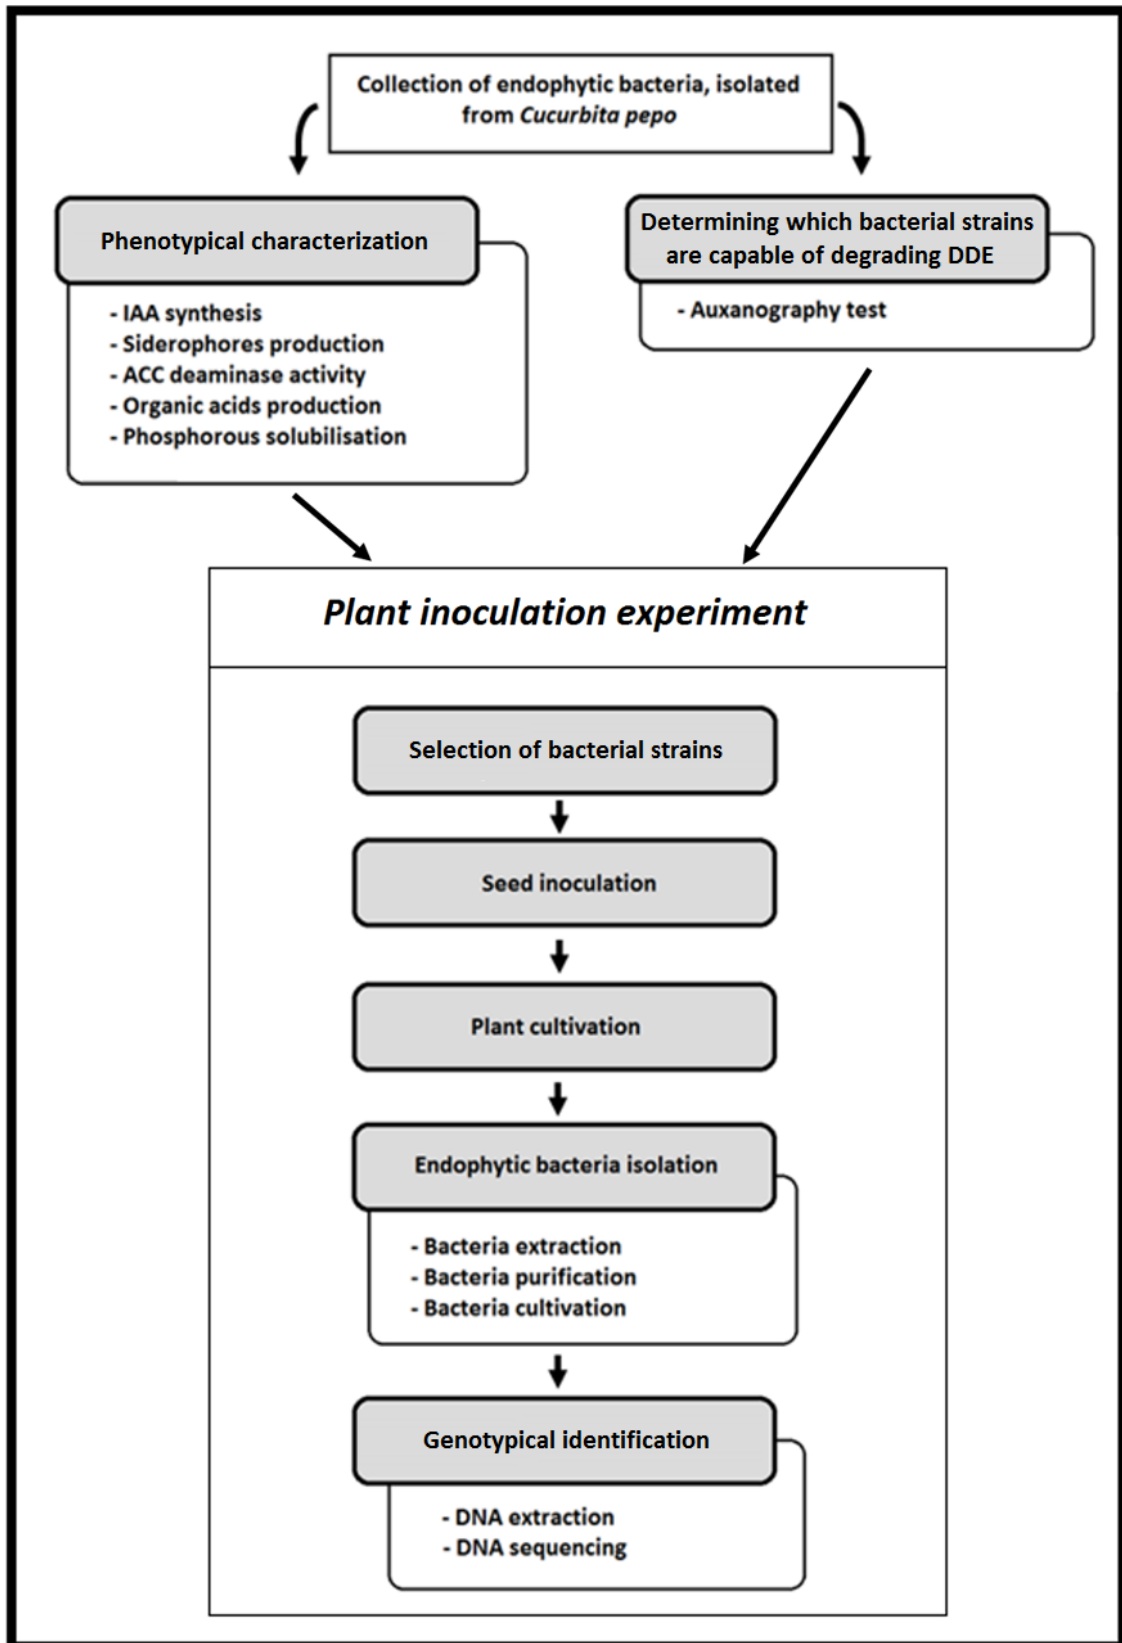 Collection of endophytic bacteria, isolated
from Cucurbita pepo
Phenotypical characterization
- IAA synthesis
- Siderophores production
- ACC deaminase activity
- Organic acids production
- Phosphorous solubilisation
Determining which bacterial strains
are capable of degrading DDE
- Auxanography test
Plant inoculation experiment
Selection of bacterial strains
Seed inoculation
Plant cultivation
Endophytic bacteria isolation
- Bacteria extraction
- Bacteria purification
- Bacteria cultivation
Genotypical identification
- DNA extraction
- DNA sequencing